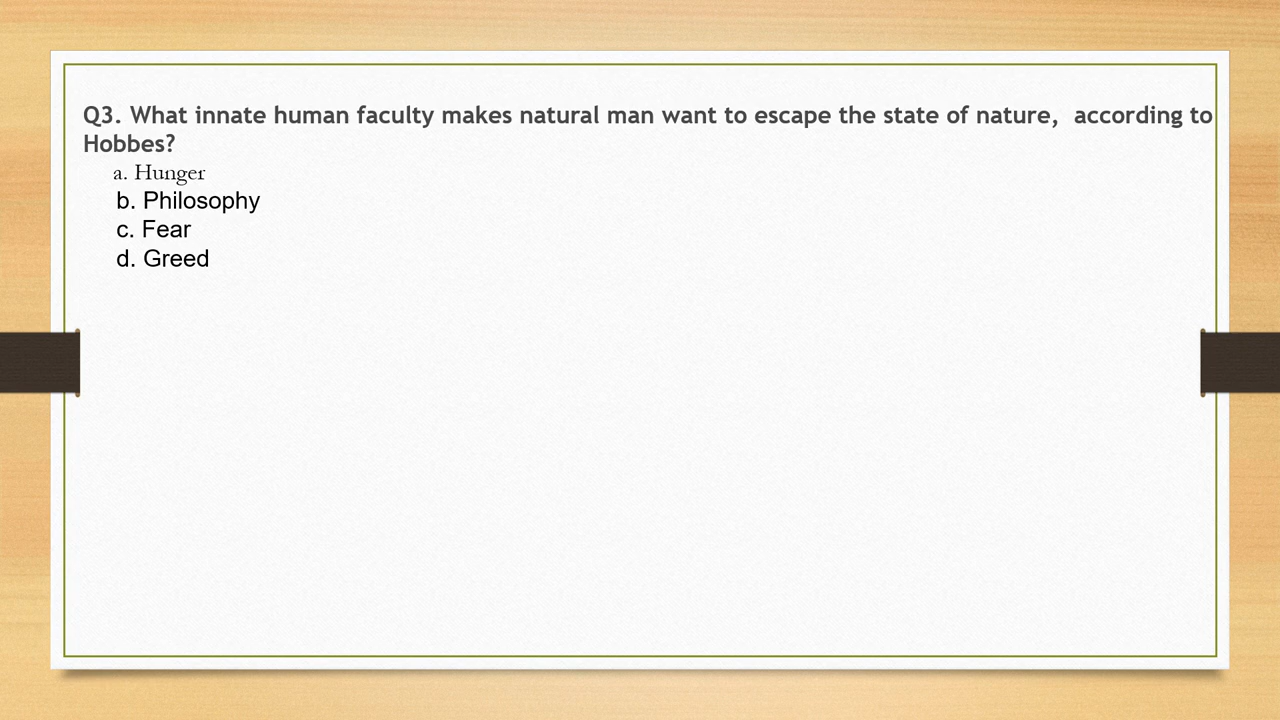 Q3. What innate human faculty makes natural man want to escape the state of nature,  according to
Hobbes?
a. Hunger
b. Philosophy
c. Fear
d. Greed